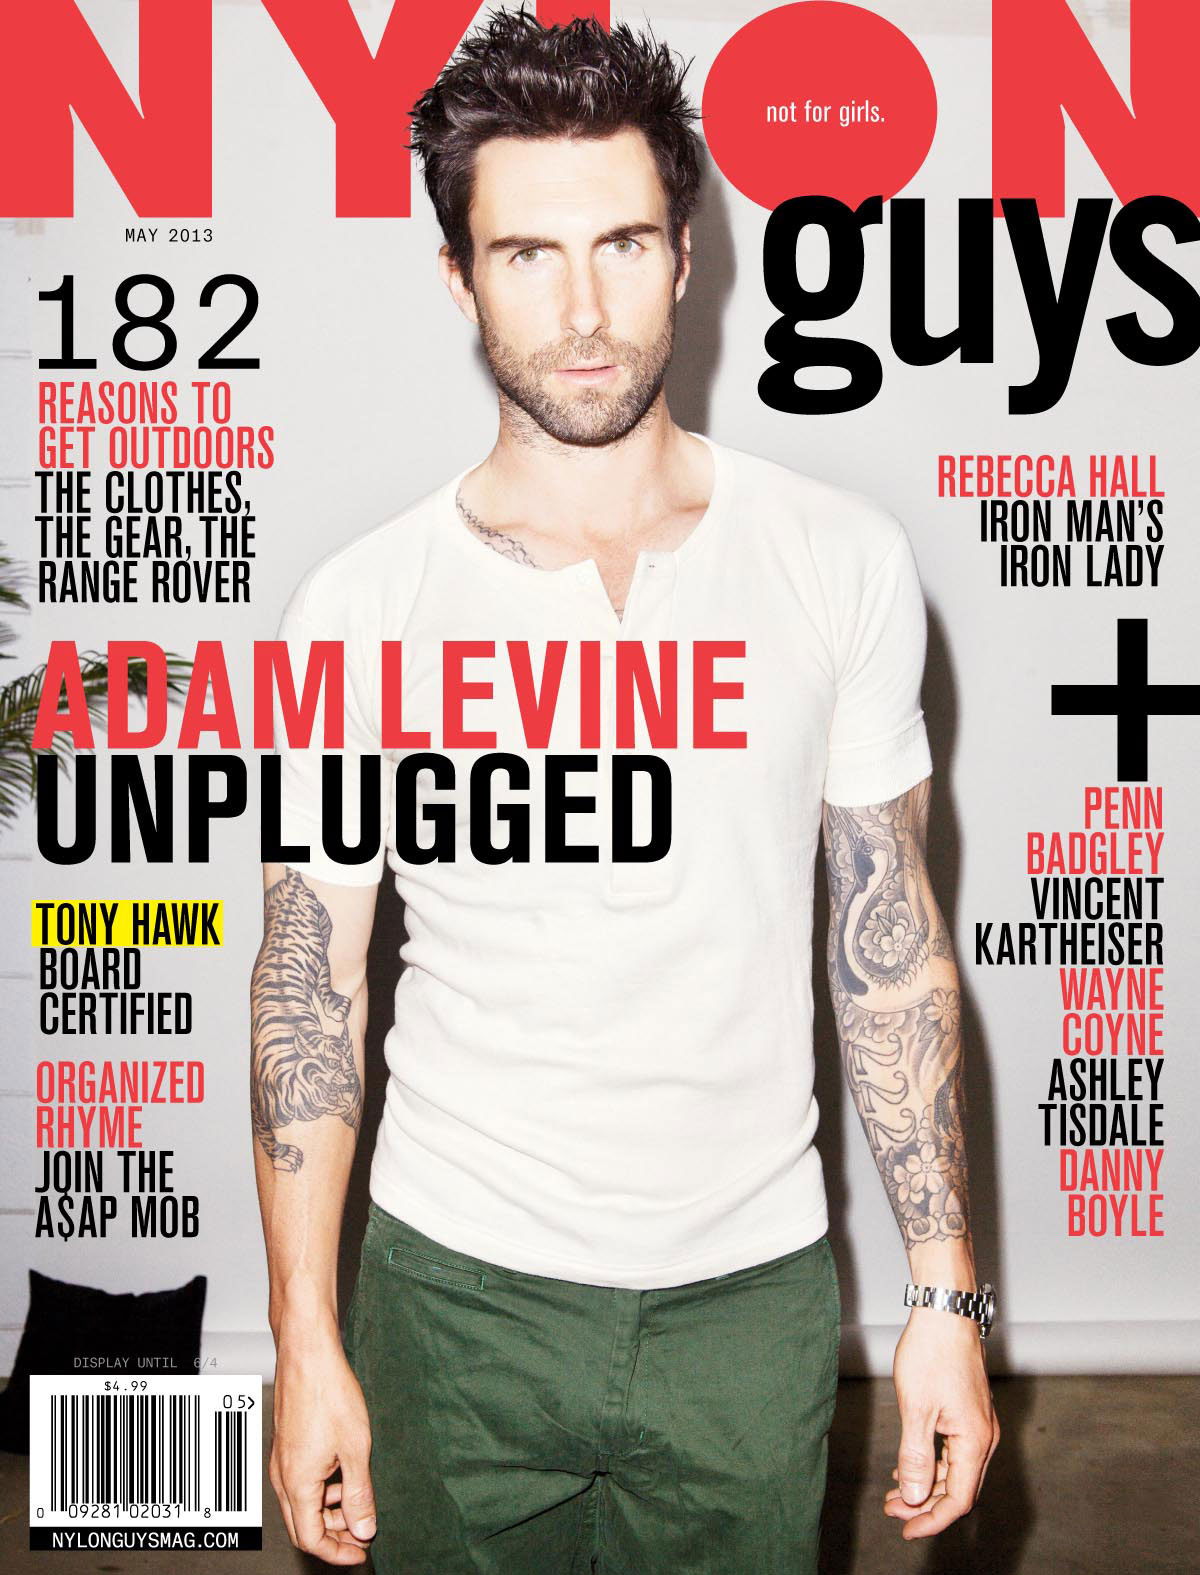 NYLON
not for girls.
guys
MAY 2013
182
REASONS TO
GET OUTDOORS
THE CLOTHES,
THE GEAR, THE
RANGE ROVER
REBECCA HALL
IRON MAN'S
IRON LADY
ADAM LEVINE
UNPLUGGED
+
PENN
BADGLEY
VINCENT
KARTHEISER
WAYNE
COYNE
ASHLEY
TISDALE
DANNY
BOYLE
TONY HAWK
BOARD
CERTIFIED
ORGANIZED
RHYME
JOIN THE
A$AP MOB
DISPLAY UNTIL 6/4
$4.99
05>
0 09281 02031 8
NYLONGUYSMAG.COM